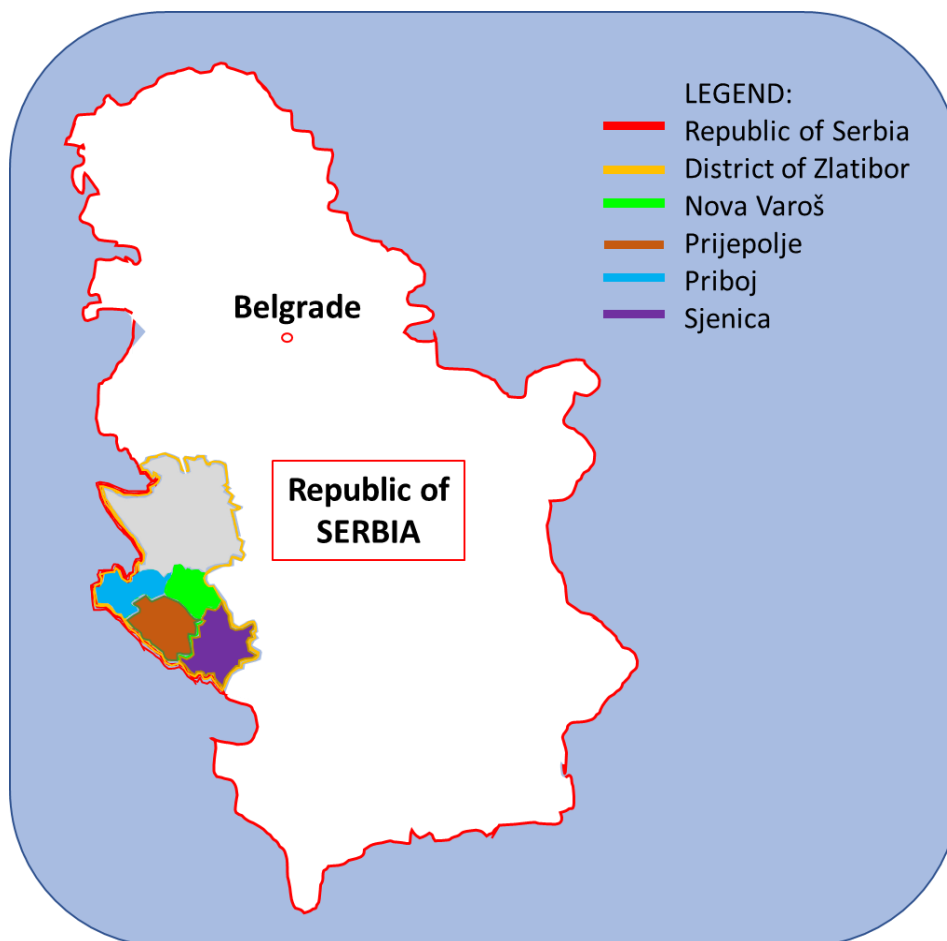 LEGEND:
Republic of Serbia
District of Zlatibor
Nova Varoš
Prijepolje
Priboj
Sjenica
Belgrade
Republic of
SERBIA